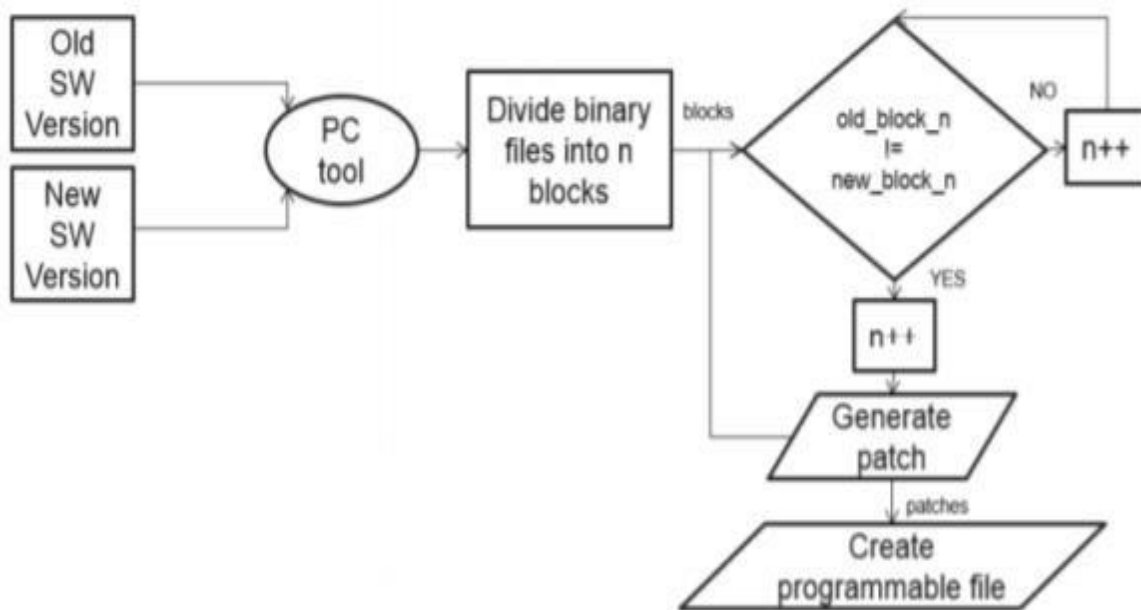 Old
SW
Version
New
SW
Version
PC
tool
Divide binary
files into n
blocks
blocks
old_block_n
!=
new_block_n
NO
n++
YES
n++
Generate
patch
patches
Create
programmable file